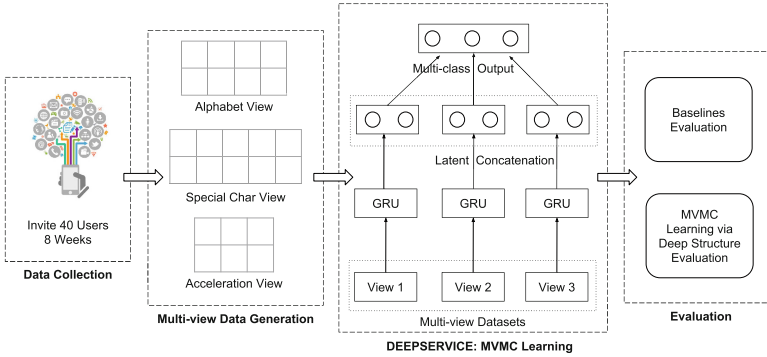 Invite 40 Users
8 Weeks
Data Collection
Alphabet View
Special Char View
Acceleration View
Multi-view Data Generation
Multi-class Output
Latent Concatenation
GRU
GRU
GRU
View 1
View 2
View 3
Multi-view Datasets
DEEPSERVICE: MVMC Learning
Baselines
Evaluation
MVMC
Learning via
Deep Structure
Evaluation
Evaluation